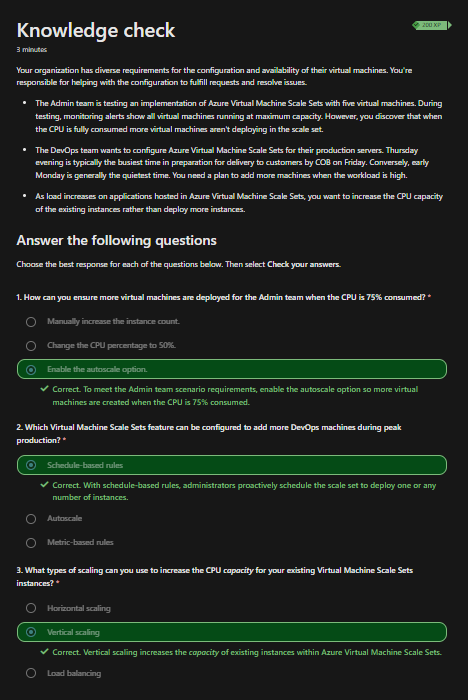 Knowledge check
200 XP
3 minutes
Your organization has diverse requirements for the configuration and availability of their virtual machines. You're
responsible for helping with the configuration to fulfill requests and resolve issues.
• The Admin team is testing an implementation of Azure Virtual Machine Scale Sets with five virtual machines. During
testing, monitoring alerts show all virtual machines running at maximum capacity. However, you discover that when
the CPU is fully consumed more virtual machines aren't deploying in the scale set.
• The DevOps team wants to configure Azure Virtual Machine Scale Sets for their production servers. Thursday
evening is typically the busiest time in preparation for delivery to customers by COB on Friday. Conversely, early
Monday is generally the quietest time. You need a plan to add more machines when the workload is high.
• As load increases on applications hosted in Azure Virtual Machine Scale Sets, you want to increase the CPU capacity
of the existing instances rather than deploy more instances.
Answer the following questions
Choose the best response for each of the questions below. Then select Check your answers.
1. How can you ensure more virtual machines are deployed for the Admin team when the CPU is 75% consumed? *
Manually increase the instance count.
Change the CPU percentage to 50%.
Enable the autoscale option.
✓ Correct. To meet the Admin team scenario requirements, enable the autoscale option so more virtual
machines are created when the CPU is 75% consumed.
2. Which Virtual Machine Scale Sets feature can be configured to add more DevOps machines during peak
production? *
Schedule-based rules
✓ Correct. With schedule-based rules, administrators proactively schedule the scale set to deploy one or any
number of instances.
Autoscale
Metric-based rules
3. What types of scaling can you use to increase the CPU capacity for your existing Virtual Machine Scale Sets
instances? *
Horizontal scaling
Vertical scaling
✓ Correct. Vertical scaling increases the capacity of existing instances within Azure Virtual Machine Scale Sets.
Load balancing